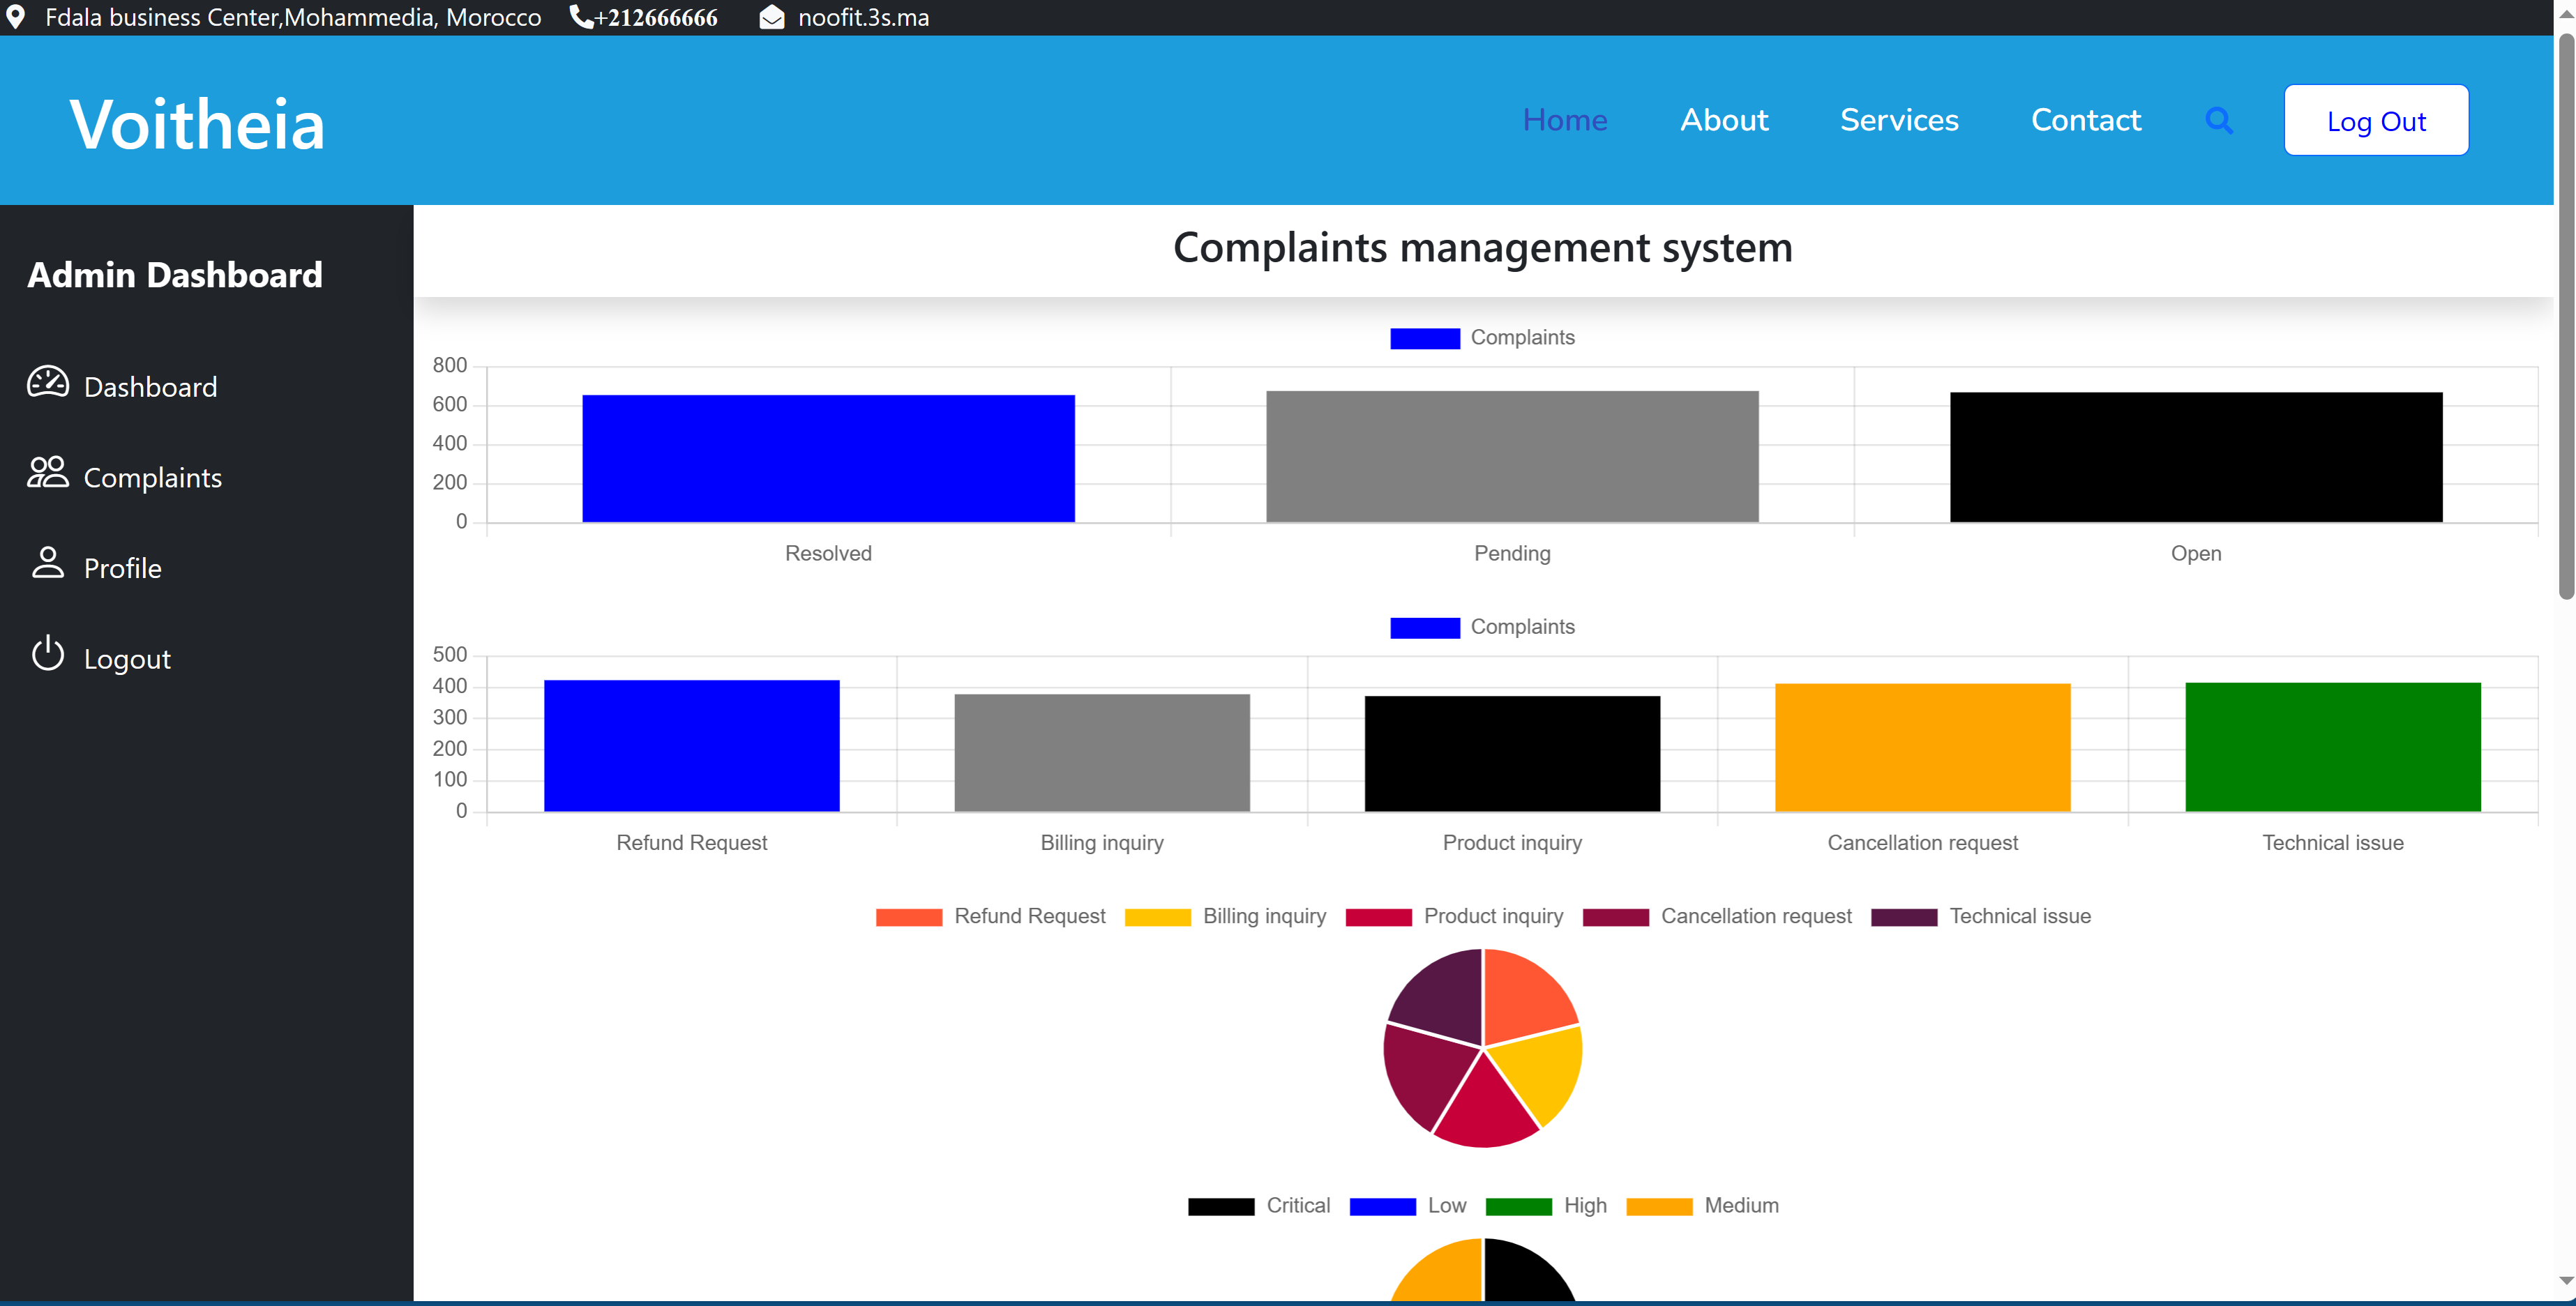 Fdala business Center,Mohammedia, Morocco +212666666 noofit.3s.ma
Voitheia
Home About Services Contact Log Out
Admin Dashboard
Dashboard
Complaints
Profile
Logout
Complaints management system
Complaints
800
600
400
200
0
Resolved Pending Open
Complaints
500
400
300
200
100
0
Refund Request Billing inquiry Product inquiry Cancellation request Technical issue
Refund Request Billing inquiry Product inquiry Cancellation request Technical issue
Critical Low High Medium